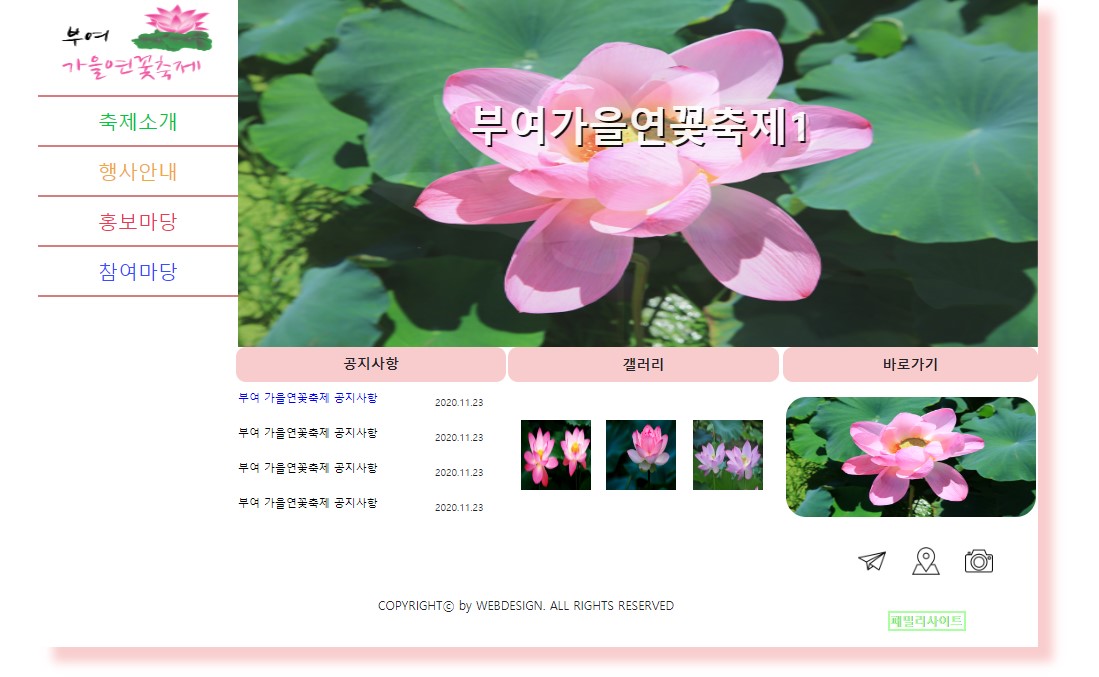 부여
가을연꽃축제
축제소개
행사안내
홍보마당
참여마당
부여가을연꽃축제1
공지사항
부여 가을연꽃축제 공지사항 2020.11.23
부여 가을연꽃축제 공지사항 2020.11.23
부여 가을연꽃축제 공지사항 2020.11.23
부여 가을연꽃축제 공지사항 2020.11.23
갤러리
바로가기
COPYRIGHTⓒ by WEBDESIGN. ALL RIGHTS RESERVED
패밀리사이트